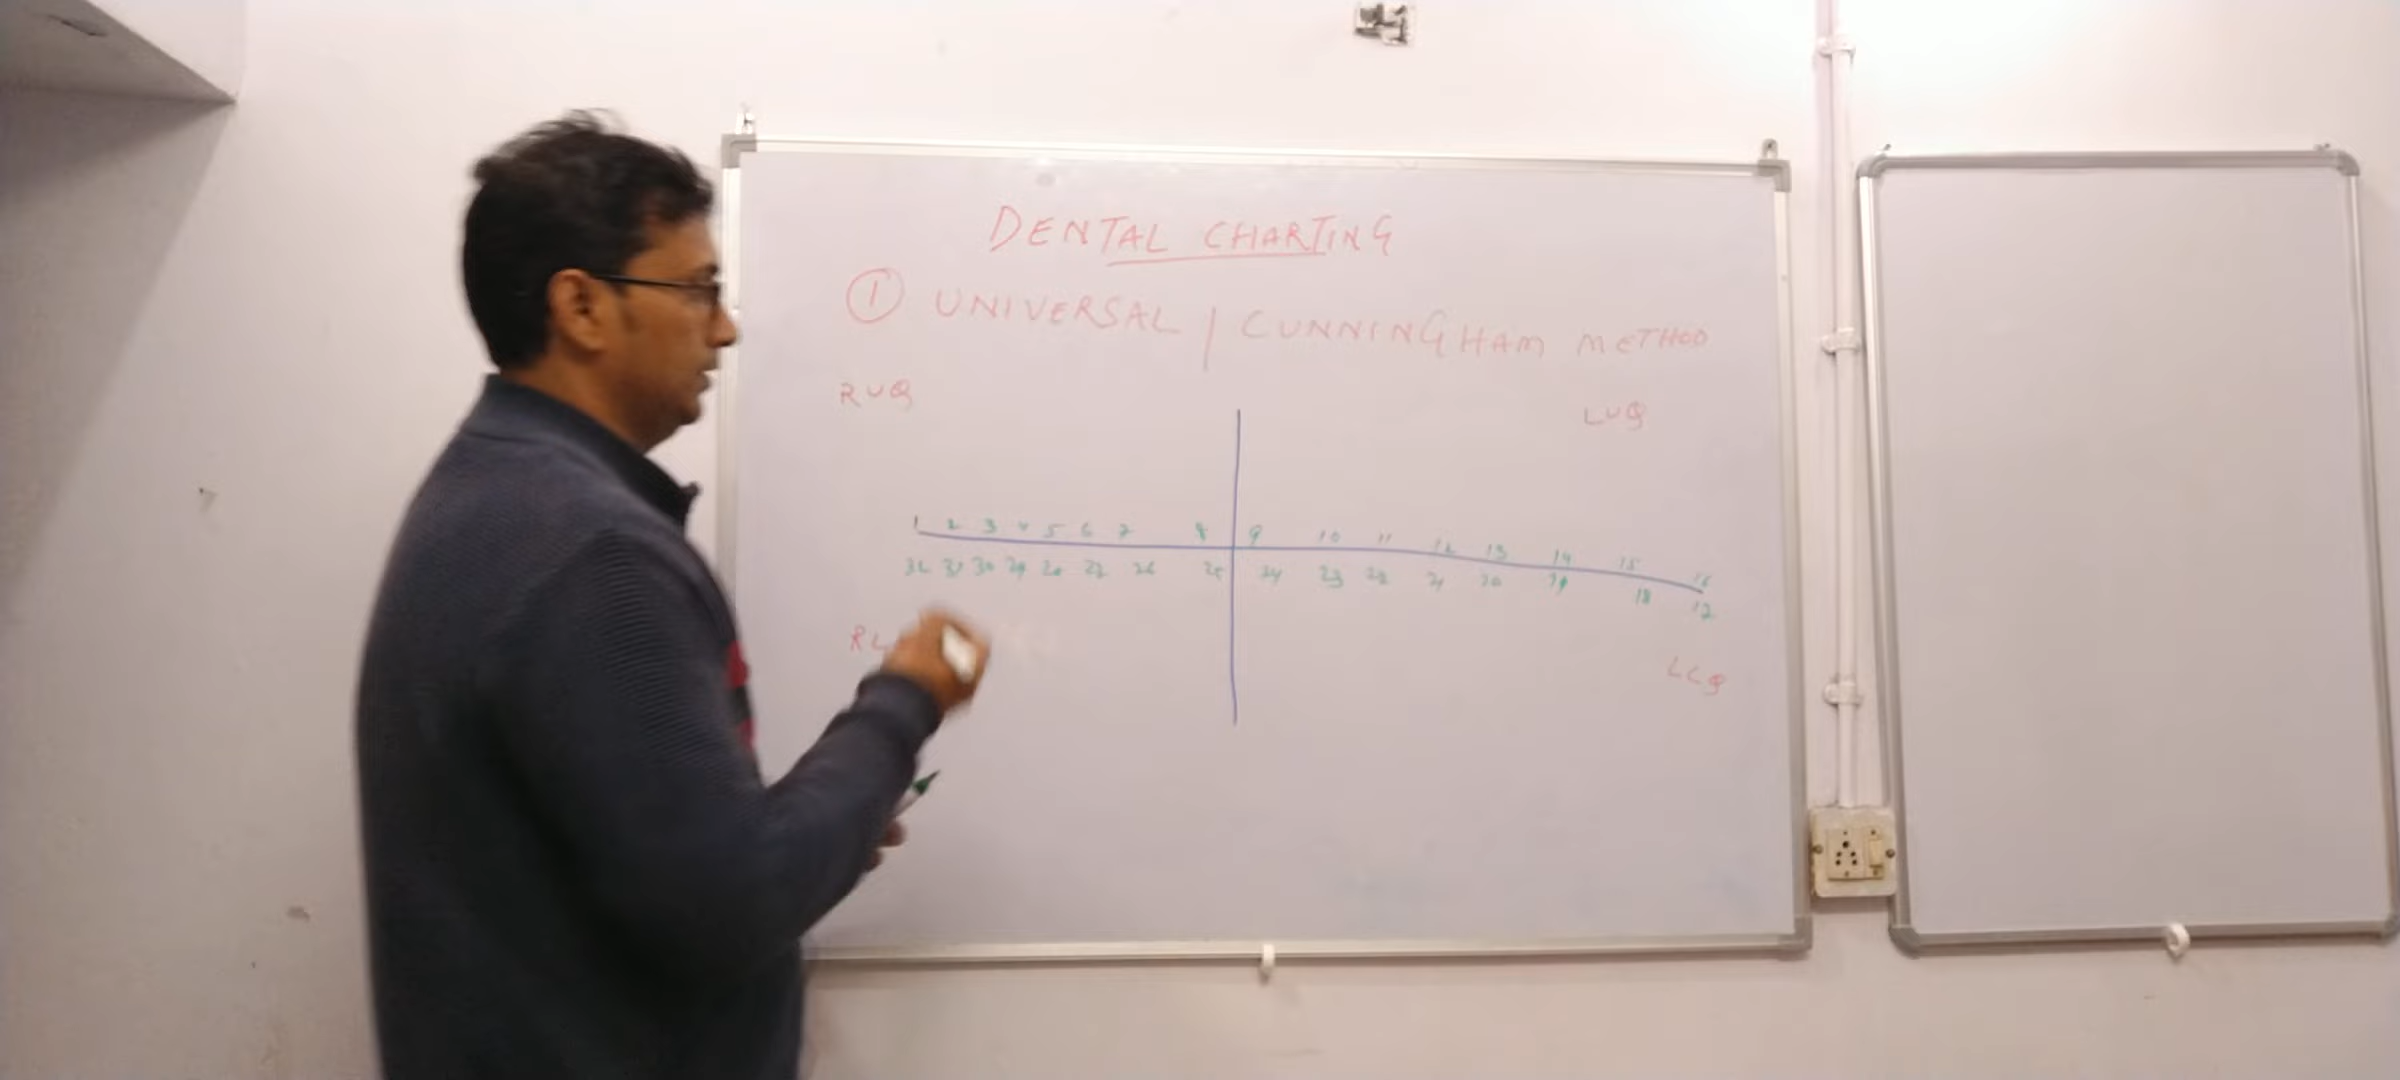 DENTAL CHARTING
① UNIVERSAL / CUNNINGHAM METHOD
RUQ LUQ
1 2 3 4 5 6 7 8 9 10 11 12 13 14 15 16
32 31 30 29 28 27 26 25 24 23 22 21 20 19 18 17
RL LLQ